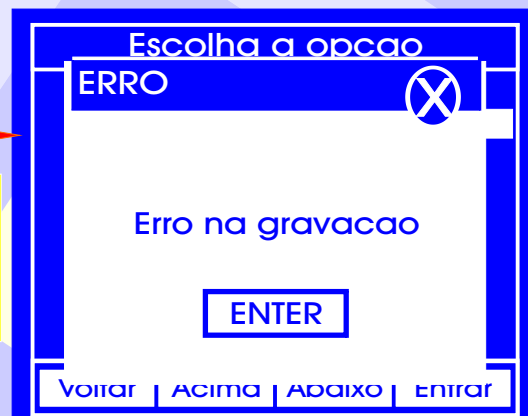 Escolha a opcao
ERRO
X
Erro na gravacao
ENTER
Voltar Acima Abaixo Entrar